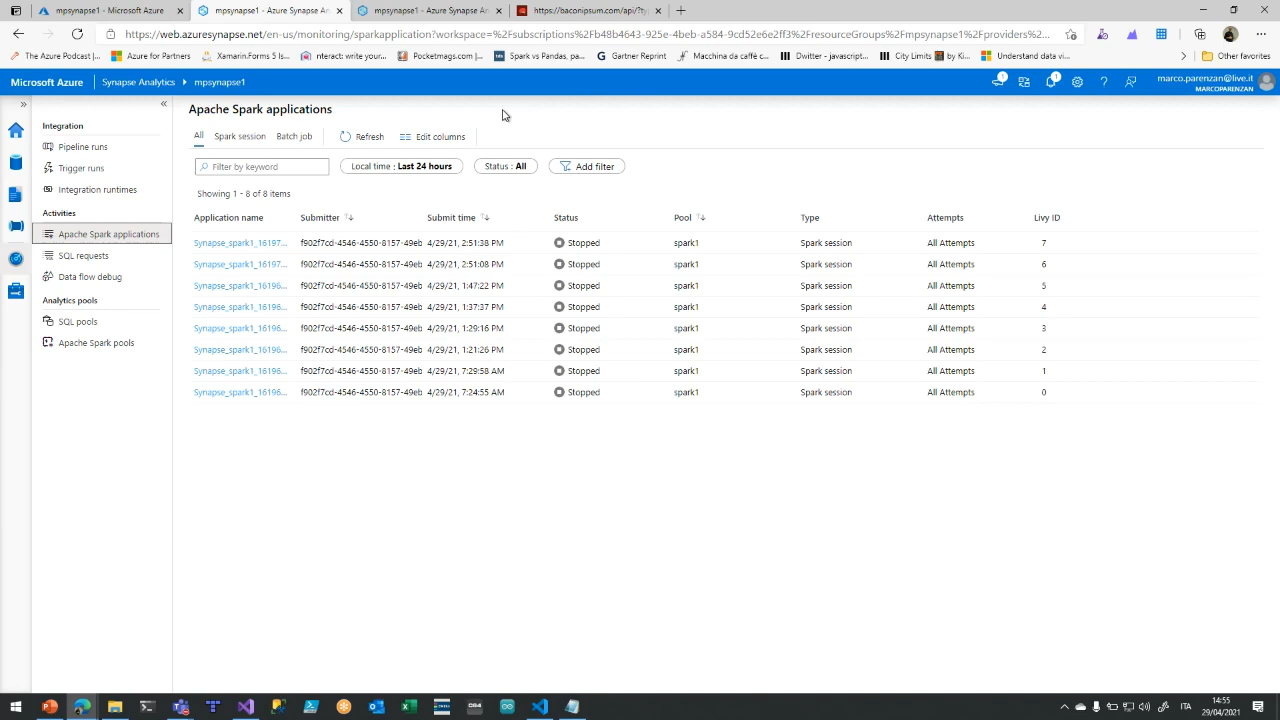 mpsynapse1 - Microsoft Azure
mpsynapse1 - Azure Synapse An
mpsynapse1 - Azure Synapse An
https://baconipsum.com/api/?ty
https://web.azuresynapse.net/en-us/monitoring/sparkapplication?workspace=%2Fsubscriptions%2Fb48b4643-925e-4beb-a584-9cd52e6e2ff3%2FresourceGroups%2Fmpsynapse1%2Fproviders%2...
The Azure Podcast |...
Azure for Partners
Xamarin.Forms 5 Is...
nteract: write your...
Pocketmags.com |...
Spark vs Pandas, pa...
Gartner Reprint
Macchina da caffè c...
Dwitter - javascript...
City Limits
by Ki...
Understand data vi...
Other favorites
Microsoft Azure
Synapse Analytics
mpsynapse1
1
1
marco.parenzan@live.it
MARCOPARENZAN
Integration
Pipeline runs
Trigger runs
Integration runtimes
Activities
Apache Spark applications
SQL requests
Data flow debug
Analytics pools
SQL pools
Apache Spark pools
Apache Spark applications
All Spark session Batch job Refresh Edit columns
Filter by keyword Local time : Last 24 hours Status : All Add filter
Showing 1 - 8 of 8 items
Application name Submitter Submit time Status Pool Type Attempts Livy ID
Synapse_spark1_16197... f902f7cd-4546-4550-8157-49eb 4/29/21, 2:51:38 PM Stopped spark1 Spark session All Attempts 7
Synapse_spark1_16197... f902f7cd-4546-4550-8157-49eb 4/29/21, 2:51:08 PM Stopped spark1 Spark session All Attempts 6
Synapse_spark1_16196... f902f7cd-4546-4550-8157-49eb 4/29/21, 1:47:22 PM Stopped spark1 Spark session All Attempts 5
Synapse_spark1_16196... f902f7cd-4546-4550-8157-49eb 4/29/21, 1:37:37 PM Stopped spark1 Spark session All Attempts 4
Synapse_spark1_16196... f902f7cd-4546-4550-8157-49eb 4/29/21, 1:29:16 PM Stopped spark1 Spark session All Attempts 3
Synapse_spark1_16196... f902f7cd-4546-4550-8157-49eb 4/29/21, 1:21:26 PM Stopped spark1 Spark session All Attempts 2
Synapse_spark1_16196... f902f7cd-4546-4550-8157-49eb 4/29/21, 7:29:58 AM Stopped spark1 Spark session All Attempts 1
Synapse_spark1_16196... f902f7cd-4546-4550-8157-49eb 4/29/21, 7:24:55 AM Stopped spark1 Spark session All Attempts 0
ITA
14:55
29/04/2021